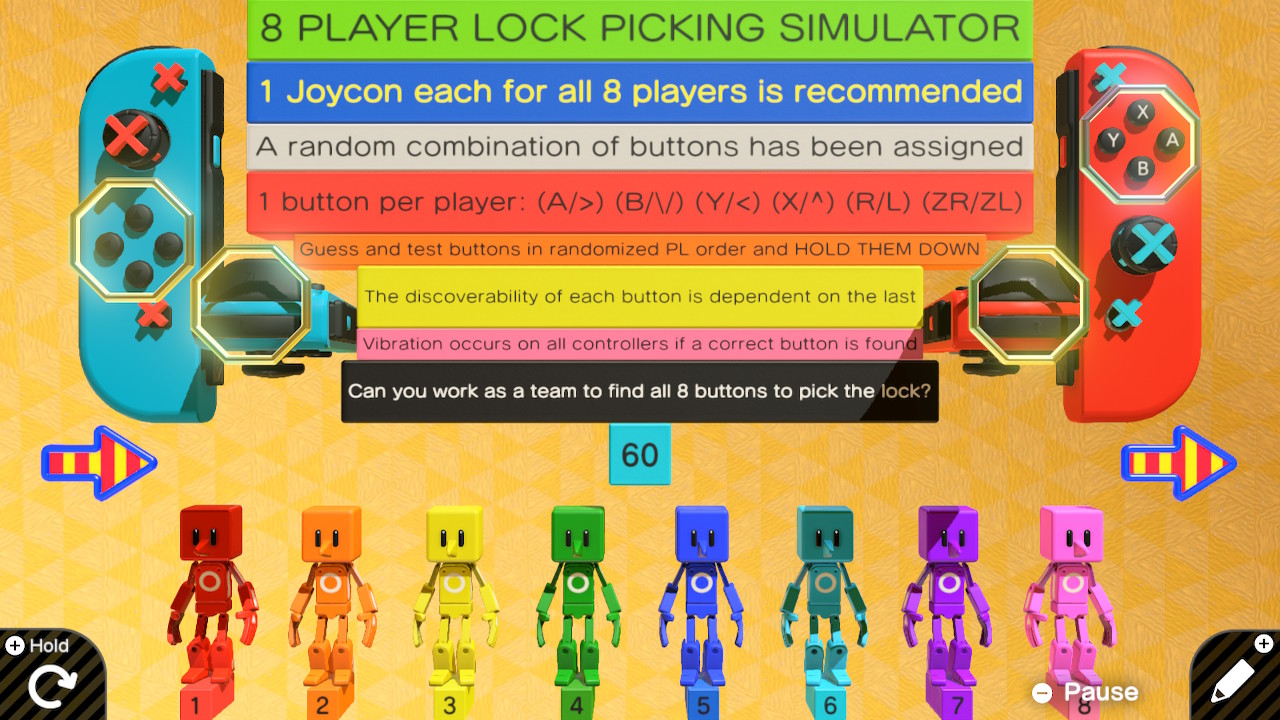 8 PLAYER LOCK PICKING SIMULATOR
1 Joycon each for all 8 players is recommended
A random combination of buttons has been assigned
1 button per player: (A/>) (B/\/) (Y/<) (X/^) (R/L) (ZR/ZL)
Guess and test buttons in randomized PL order and HOLD THEM DOWN
The discoverability of each button is dependent on the last
Vibration occurs on all controllers if a correct button is found
Can you work as a team to find all 8 buttons to pick the lock?
X
Y A
B
60
Hold
1 2 3 4 5 6 7 8
Pause